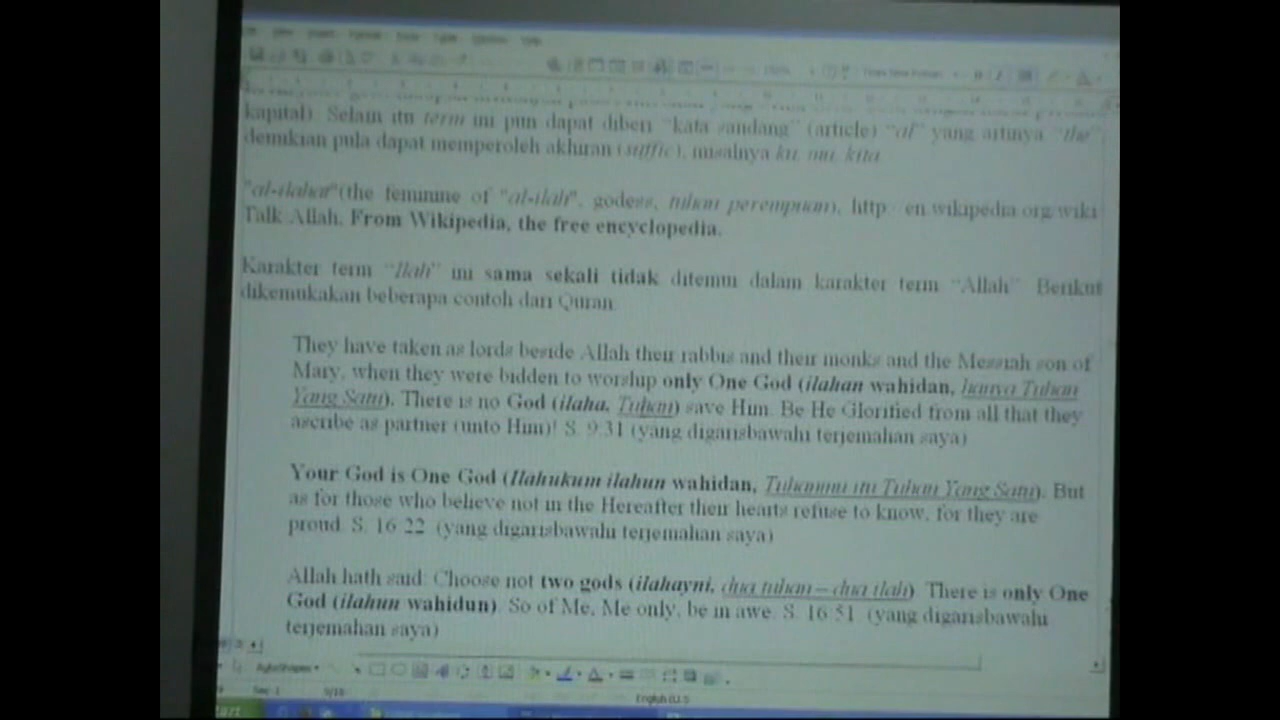 kapital). Selain itu term ini pun dapat diberi "kata sandang" (article) "al" yang artinya "the"
demikian pula dapat memperoleh akhiran (suffic), misalnya ku, mu, kita
"al-ilahat"(the feminine of "al-ilah", godess, tuhan perempuan), http en wikipedia org wiki
Talk Allah. From Wikipedia, the free encyclopedia.
Karakter term "Ilah" ini sama sekali tidak ditemui dalam karakter term "Allah" Berikut
dikemukakan beberapa contoh dari Quran
They have taken as lords beside Allah their rabbis and their monks and the Messiah son of
Mary, when they were bidden to worship only One God (ilahan wahidan, hanya Tuhan
Yang Satu). There is no God (ilaha, Tuhan) save Him. Be He Glorified from all that they
ascribe as partner (unto Him)! S. 9:31 (yang digarisbawahi terjemahan saya)
Your God is One God (Ilahukum ilahun wahidan, Tuhanmu itu Tuhan Yang Satu). But
as for those who believe not in the Hereafter their hearts refuse to know, for they are
proud. S. 16 22 (yang digarisbawahi terjemahan saya)
Allah hath said: Choose not two gods (ilahayni, dua tuhan – dua ilah) There is only One
God (ilahun wahidun). So of Me, Me only, be in awe. S. 16 51. (yang digarisbawahi
terjemahan saya)
AutoShapes
Sec 1
English (U.S